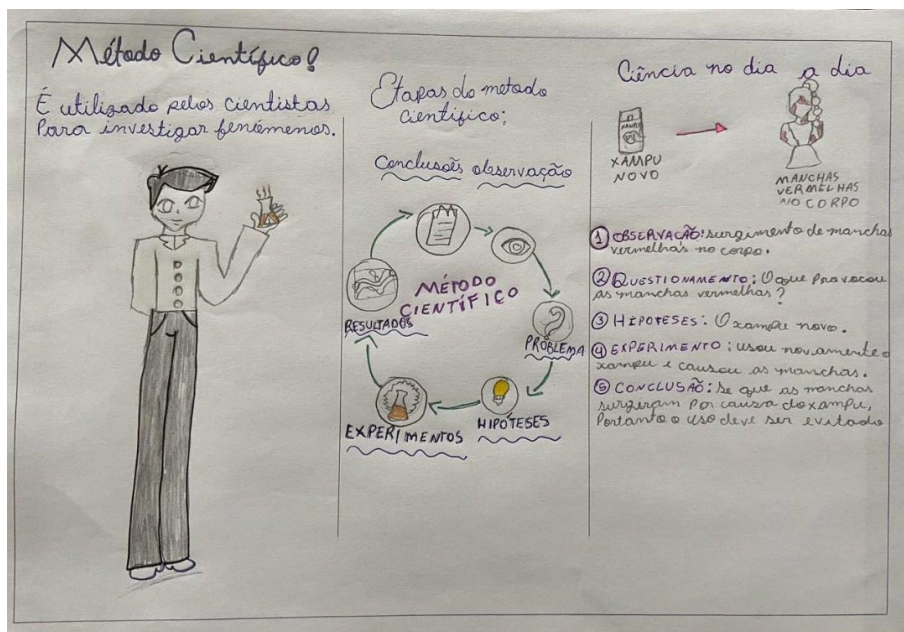 Método Científico!
É utilizado pelos cientistas
Para investigar fenômenos.
Etapas do metodo
cientifico:
Conclusões observação
MÉTODO
CIENTÍFICO
RESULTADOS
PROBLEMA
EXPERIMENTOS
HIPÓTESES
Ciência no dia a dia
XAMPU
NOVO
MANCHAS
VERMELHAS
NO CORPO
1 OBSERVAÇÃO: surgimento de manchas
vermelhas no corpo.
2 QUESTIONAMENTO: O que provocou
as manchas vermelhas?
3 HIPOTESES: O xampu novo.
4 EXPERIMENTO: usou novamente o
xampu e causou as manchas.
5 CONCLUSÃO: Se que as manchas
surgiram por causa do xampu,
Portanto o uso deve ser evitado